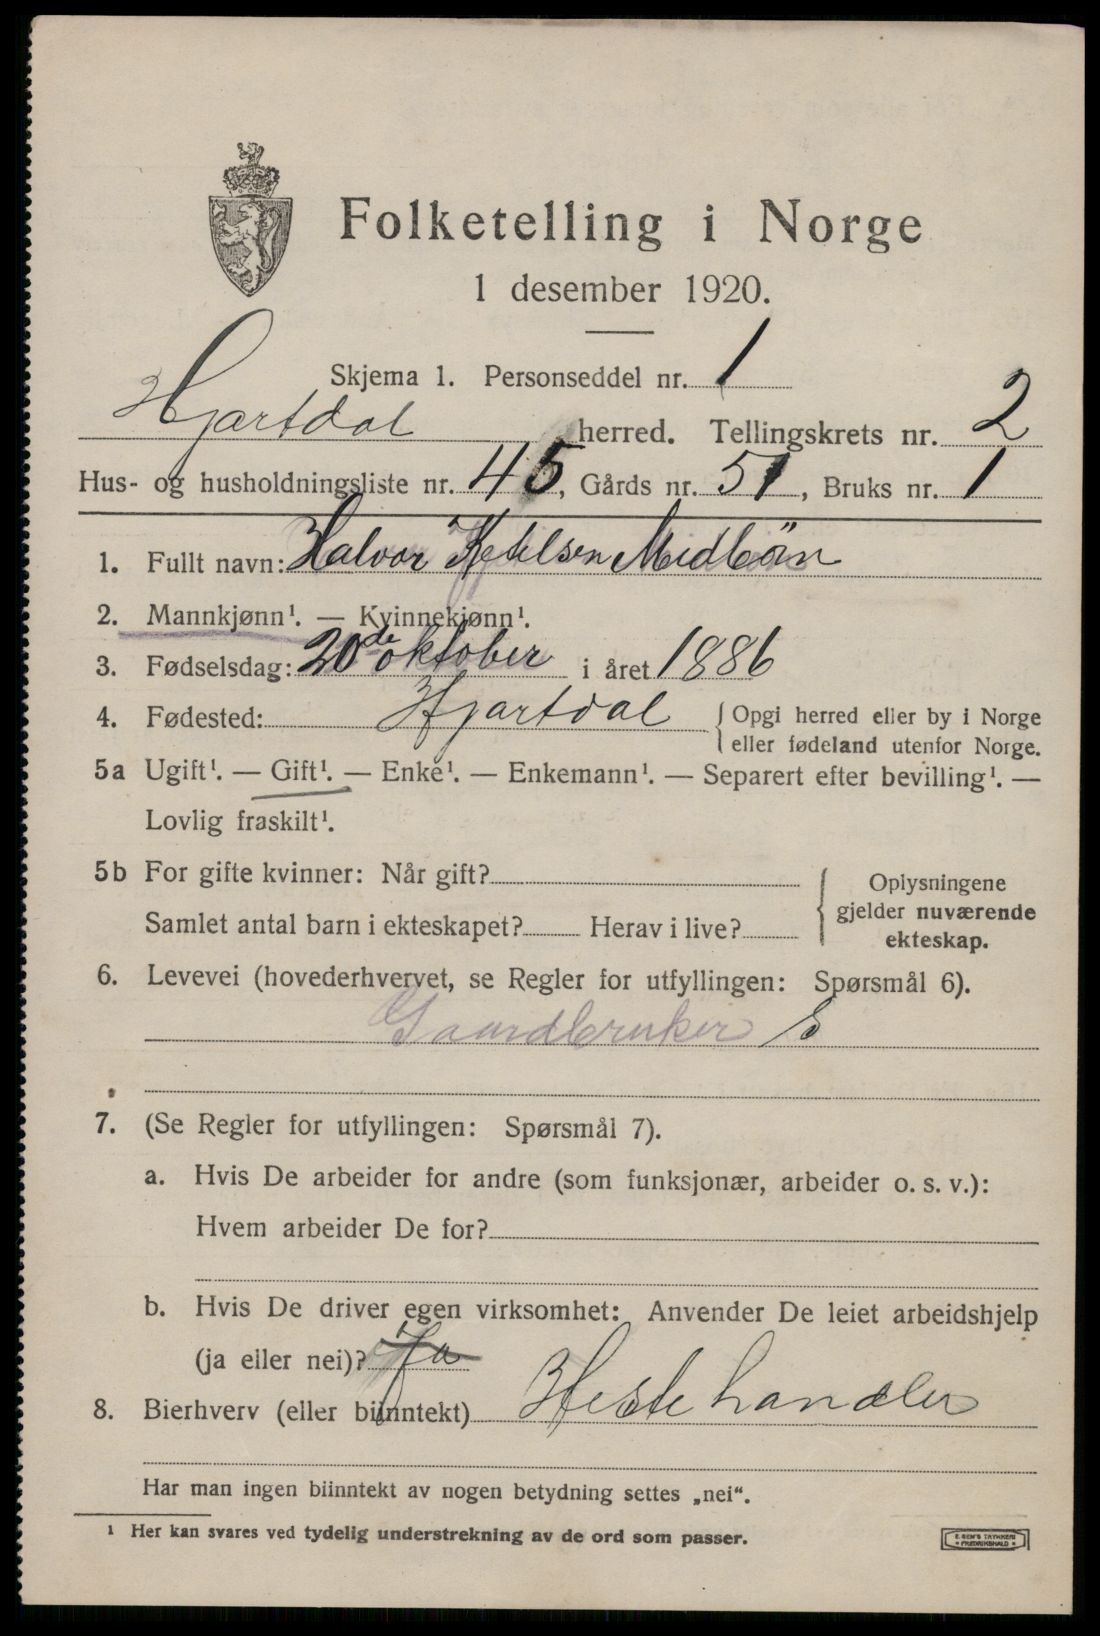 Folketelling i Norge
1 desember 1920.
Skjema 1. Personseddel nr. 1
Hjartdal herred. Tellingskrets nr. 2
Hus- og husholdningsliste nr. 45, Gårds nr. 51, Bruks nr. 1
1. Fullt navn: Halvor Ketelsen Midbön
2. Mannkjønn¹. — Kvinnekjønn¹.
3. Fødselsdag: 20de oktober i året 1886
4. Fødested: Hjartdal { Opgi herred eller by i Norge
eller fødeland utenfor Norge.
5a Ugift¹. — Gift¹. — Enke¹. — Enkemann¹. — Separert efter bevilling¹. —
Lovlig fraskilt¹.
5b For gifte kvinner: Når gift?
Samlet antal barn i ekteskapet? Herav i live?
{ Oplysningene
gjelder nuværende
ekteskap.
6. Levevei (hovederhvervet, se Regler for utfyllingen: Spørsmål 6).
Gaardbruker S
7. (Se Regler for utfyllingen: Spørsmål 7).
a. Hvis De arbeider for andre (som funksjonær, arbeider o. s. v.):
Hvem arbeider De for?
b. Hvis De driver egen virksomhet: Anvender De leiet arbeidshjelp
(ja eller nei)? Ja
8. Bierhverv (eller biinntekt) Hestehandler
Har man ingen biinntekt av nogen betydning settes „nei“.
¹ Her kan svares ved tydelig understrekning av de ord som passer.
E. SEM'S TRYKKERI
FREDRIKSHALD